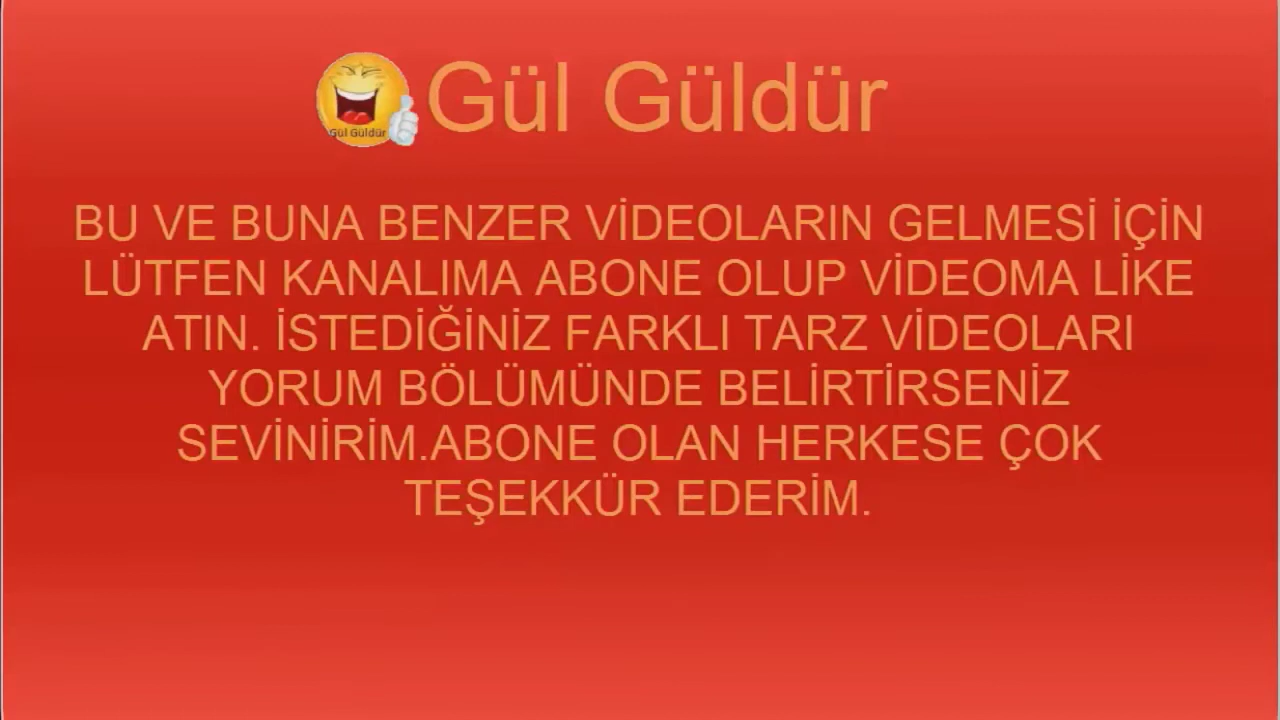 Gül Güldür
Gül Güldür
BU VE BUNA BENZER VİDEOLARIN GELMESİ İÇİN
LÜTFEN KANALIMA ABONE OLUP VİDEOMA LİKE
ATIN. İSTEDİĞİNİZ FARKLI TARZ VİDEOLARI
YORUM BÖLÜMÜNDE BELİRTİRSENİZ
SEVİNİRİM.ABONE OLAN HERKESE ÇOK
TEŞEKKÜR EDERİM.